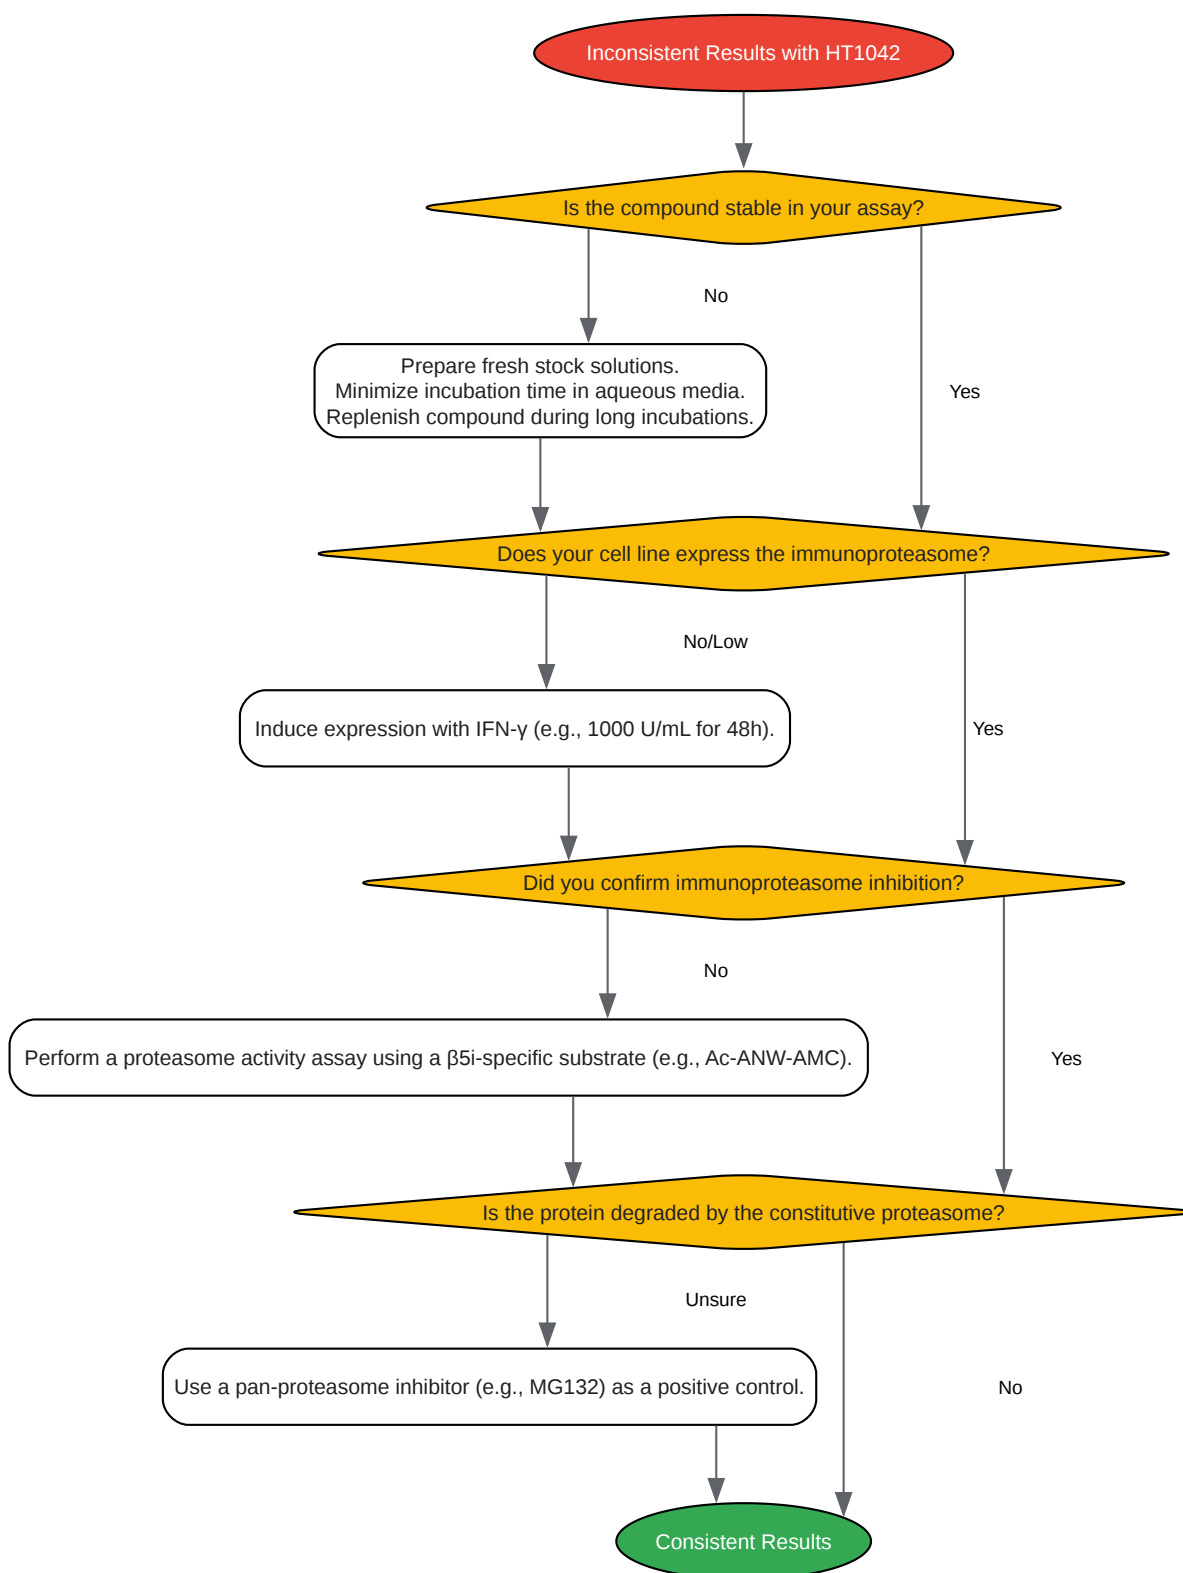 Inconsistent Results with HT1042
Is the compound stable in your assay?
No
Prepare fresh stock solutions.
Minimize incubation time in aqueous media.
Replenish compound during long incubations.
Yes
Does your cell line express the immunoproteasome?
No/Low
Induce expression with IFN-γ (e.g., 1000 U/mL for 48h).
Yes
Did you confirm immunoproteasome inhibition?
No
Perform a proteasome activity assay using a β5i-specific substrate (e.g., Ac-ANW-AMC).
Yes
Is the protein degraded by the constitutive proteasome?
Unsure
Use a pan-proteasome inhibitor (e.g., MG132) as a positive control.
No
Consistent Results